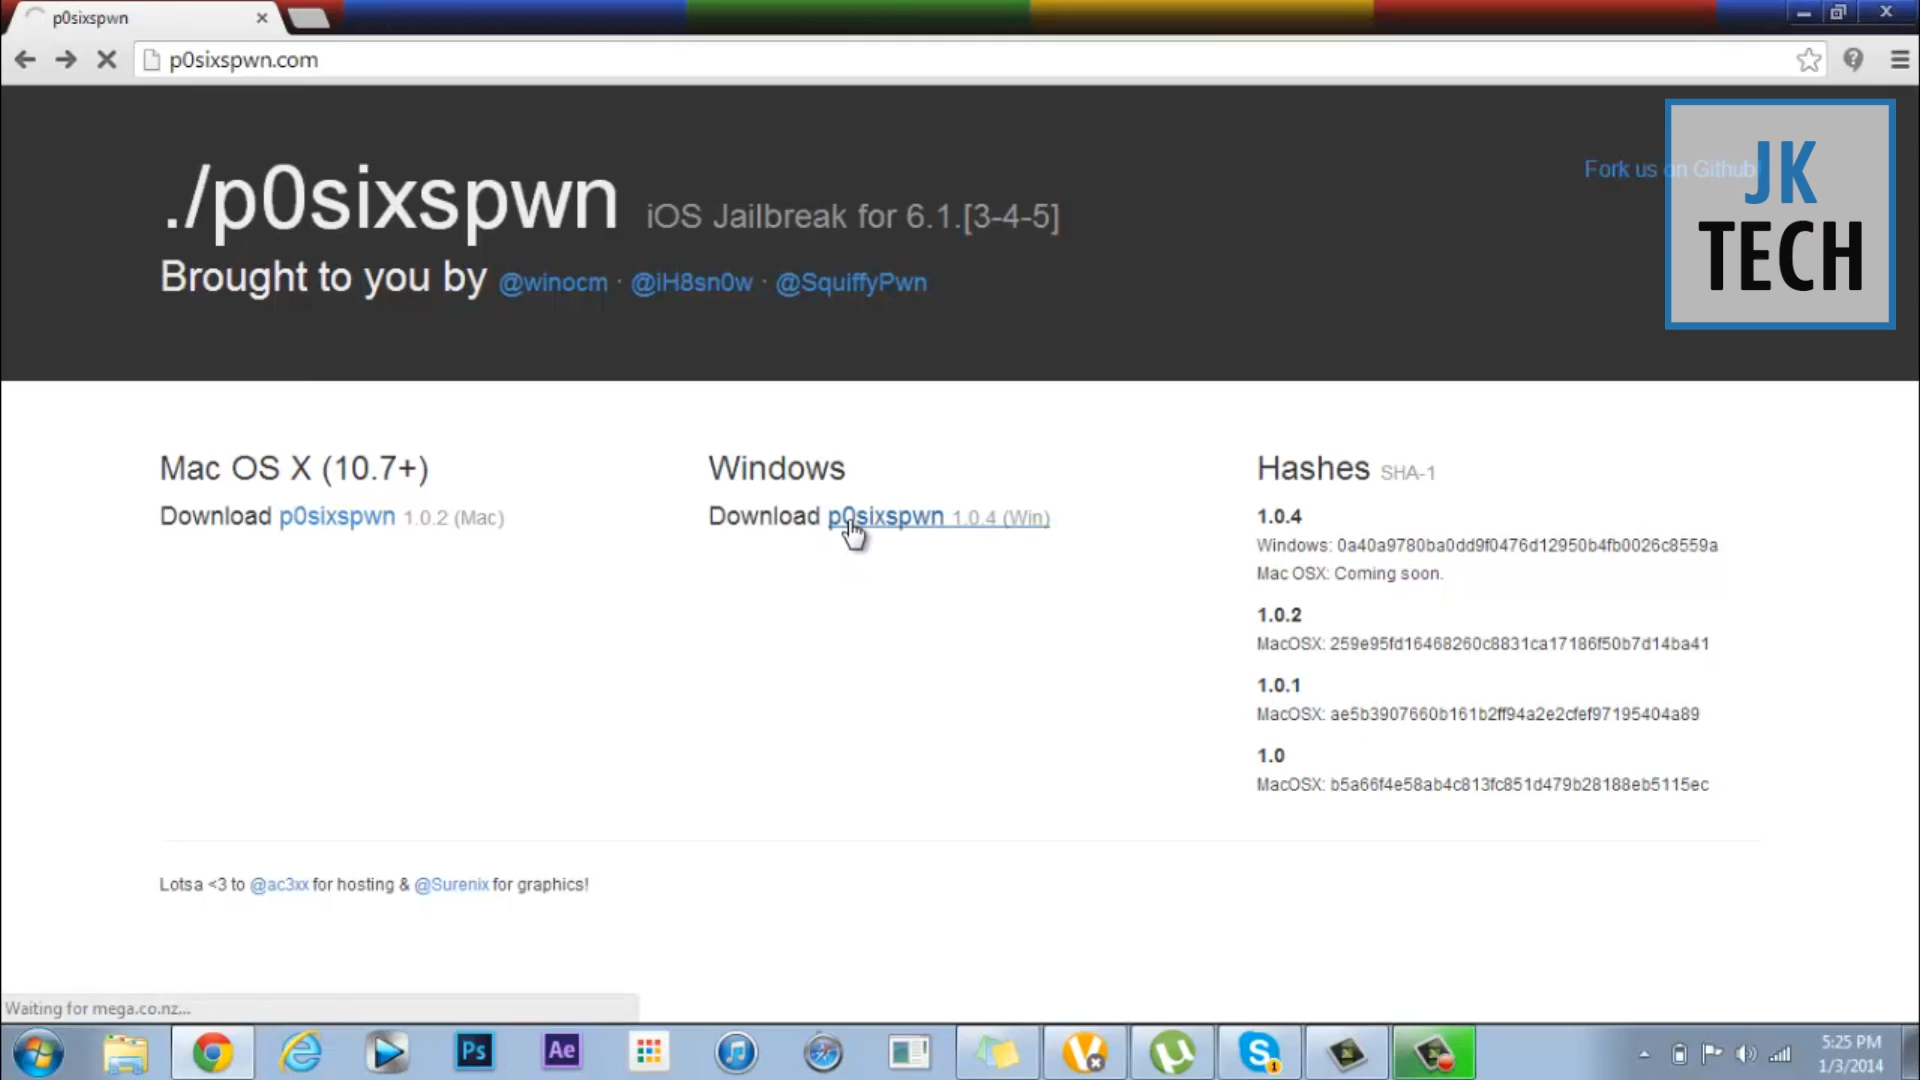 p0sixspwn
p0sixspwn.com
./p0sixspwn iOS Jailbreak for 6.1.[3-4-5]
Fork us on Github!
JK
TECH
Brought to you by @winocm · @iH8sn0w · @SquiffyPwn
Mac OS X (10.7+)
Download p0sixspwn 1.0.2 (Mac)
Windows
Download p0sixspwn 1.0.4 (Win)
Hashes SHA-1
1.0.4
Windows: 0a40a9780ba0dd9f0476d12950b4fb0026c8559a
Mac OSX: Coming soon.
1.0.2
MacOSX: 259e95fd16468260c8831ca17186f50b7d14ba41
1.0.1
MacOSX: ae5b3907660b161b2ff94a2e2cfef97195404a89
1.0
MacOSX: b5a66f4e58ab4c813fc851d479b28188eb5115ec
Lotsa <3 to @ac3xx for hosting & @Surenix for graphics!
Waiting for mega.co.nz...
Ps
Ae
1
5:25 PM
1/3/2014